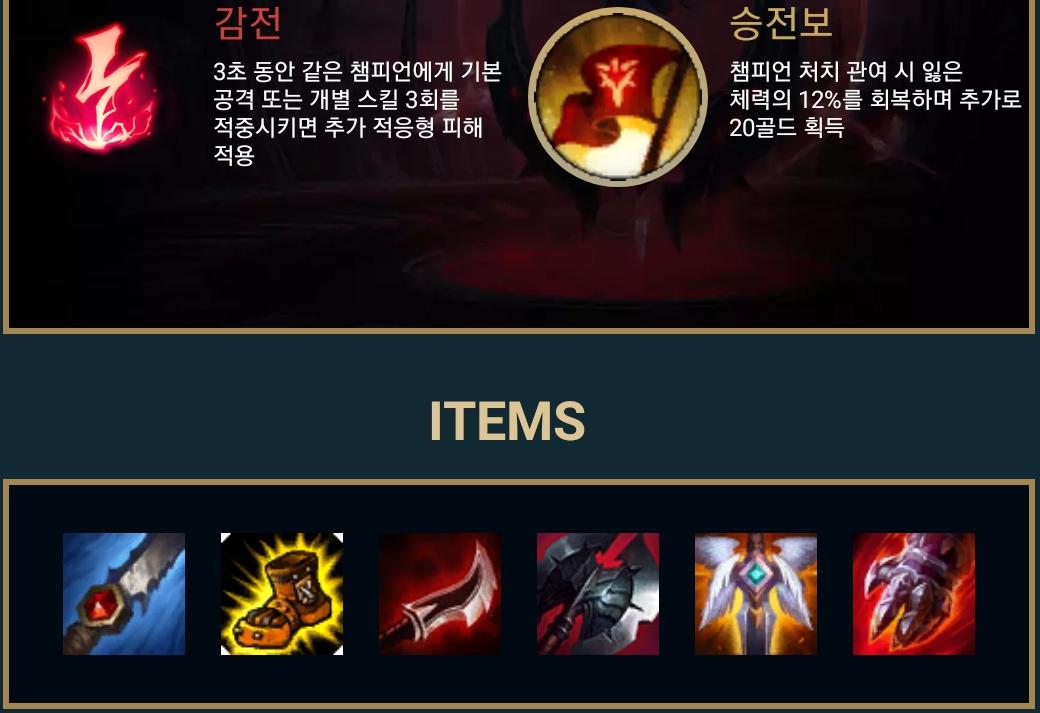 감전
3초 동안 같은 챔피언에게 기본
공격 또는 개별 스킬 3회를
적중시키면 추가 적응형 피해
적용
승전보
챔피언 처치 관여 시 잃은
체력의 12%를 회복하며 추가로
20골드 획득
ITEMS